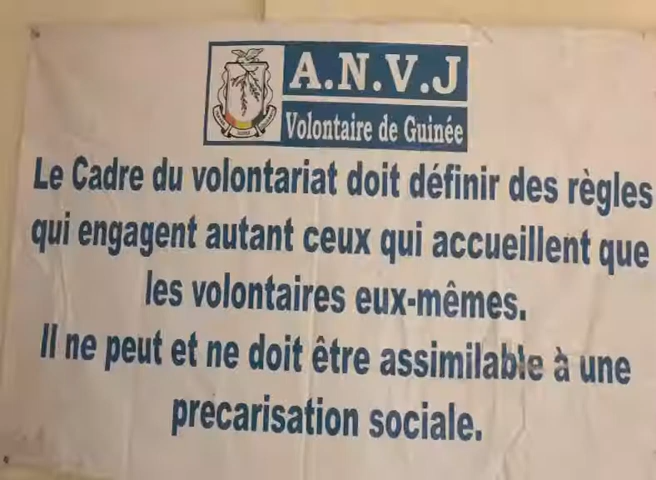 A.N.V.J
Volontaire de Guinée
Le Cadre du volontariat doit définir des règles
qui engagent autant ceux qui accueillent que
les volontaires eux-mêmes.
Il ne peut et ne doit être assimilable à une
precarisation sociale.